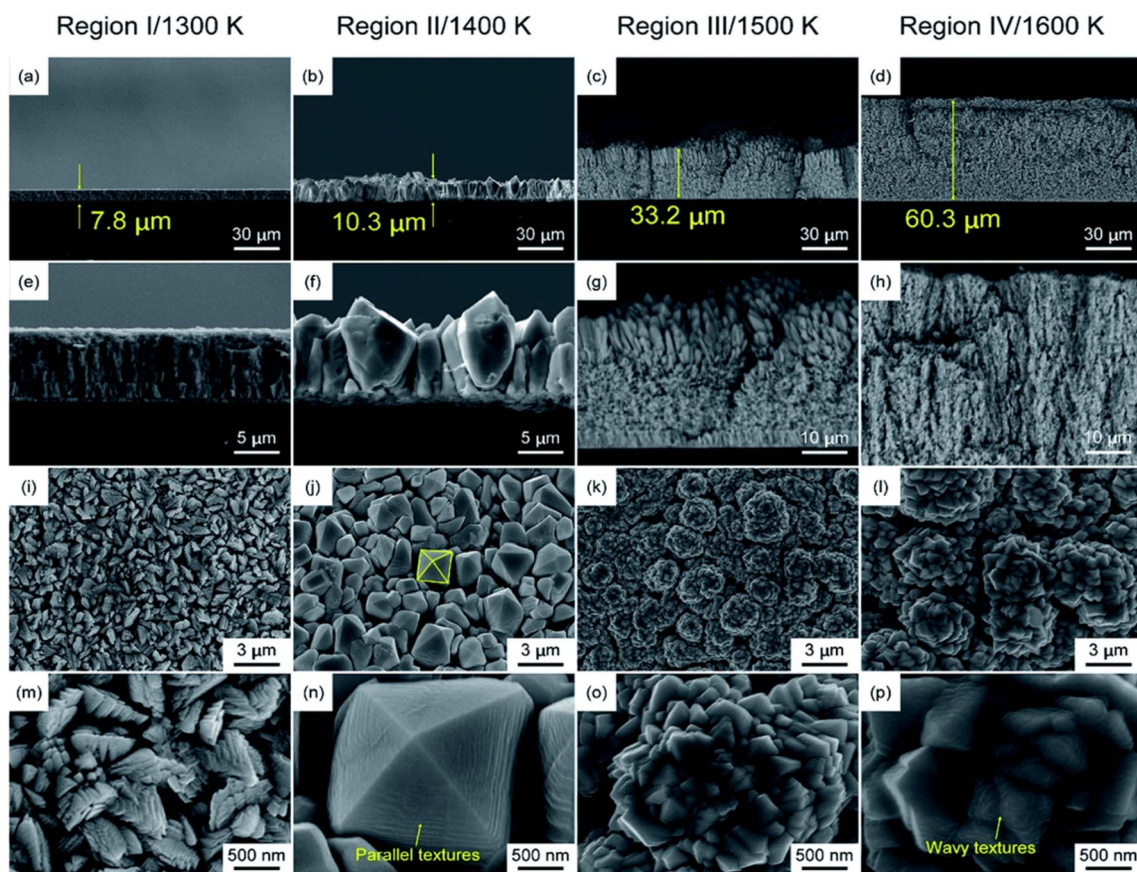 Region I/1300 K
Region II/1400 K
Region III/1500 K
Region IV/1600 K
(a)
7.8 μm
30 μm
(b)
10.3 μm
30 μm
(c)
33.2 μm
30 μm
(d)
60.3 μm
30 μm
(e)
5 μm
(f)
5 μm
(g)
10 μm
(h)
10 μm
(i)
3 μm
(j)
3 μm
(k)
3 μm
(l)
3 μm
(m)
500 nm
(n)
Parallel textures
500 nm
(o)
500 nm
(p)
Wavy textures
500 nm